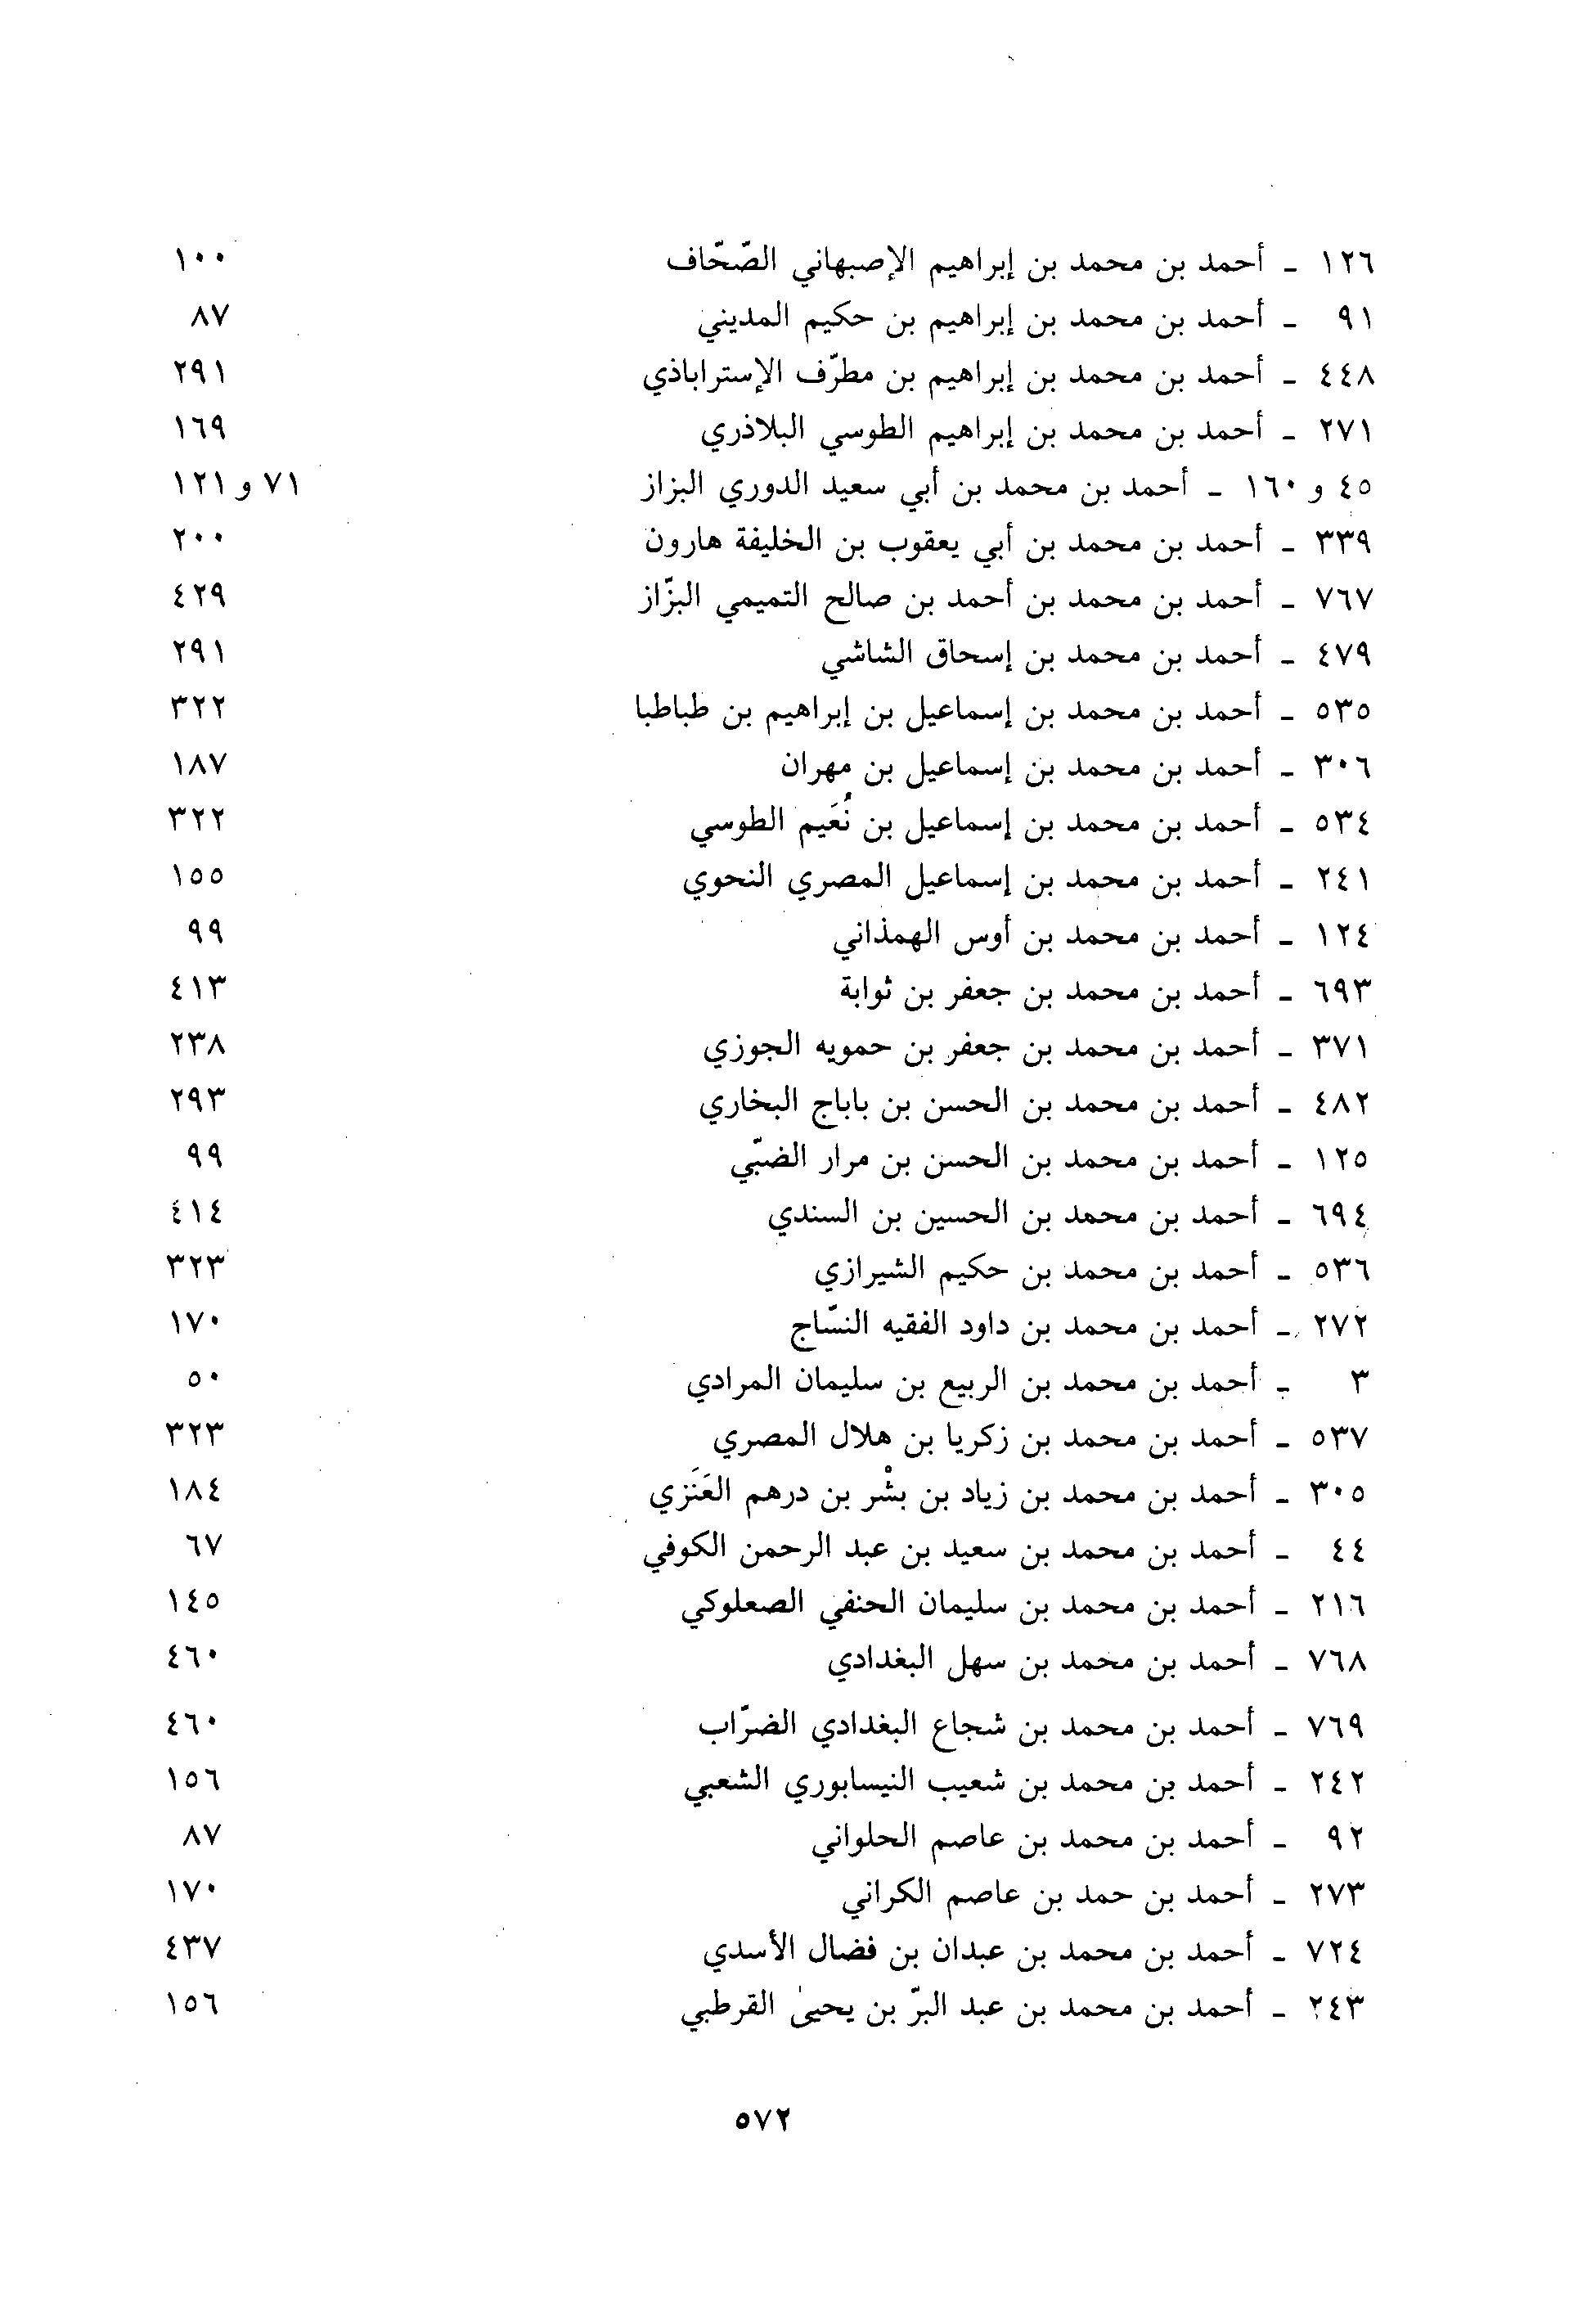 ١٢٦ - أحمد بن محمد بن إبراهيم الإصبهاني الصّحّاف ١٠٠
٩١ - أحمد بن محمد بن إبراهيم بن حكيم المديني ٨٧
٤٤٨ - أحمد بن محمد بن إبراهيم بن مطرّف الإستراباذي ٢٩١
٢٧١ - أحمد بن محمد بن إبراهيم الطوسي البلاذري ١٦٩
٤٥ و ١٦٠ - أحمد بن محمد بن أبي سعيد الدوري البزاز ٧١ و ١٢١
٣٣٩ - أحمد بن محمد بن أبي يعقوب بن الخليفة هارون ٢٠٠
٧٦٧ - أحمد بن محمد بن أحمد بن صالح التميمي البزّاز ٤٢٩
٤٧٩ - أحمد بن محمد بن إسحاق الشاشي ٢٩١
٥٣٥ - أحمد بن محمد بن إسماعيل بن إبراهيم بن طباطبا ٣٢٢
٣٠٦ - أحمد بن محمد بن إسماعيل بن مهران ١٨٧
٥٣٤ - أحمد بن محمد بن إسماعيل بن نُعَيم الطوسي ٣٢٢
٢٤١ - أحمد بن محمد بن إسماعيل المصري النحوي ١٥٥
١٢٤ - أحمد بن محمد بن أوس الهمذاني ٩٩
٦٩٣ - أحمد بن محمد بن جعفر بن ثوابة ٤١٣
٣٧١ - أحمد بن محمد بن جعفر بن حمويه الجوزي ٢٣٨
٤٨٢ - أحمد بن محمد بن الحسن بن باباج البخاري ٢٩٣
١٢٥ - أحمد بن محمد بن الحسن بن مرار الضبّي ٩٩
٦٩٤ - أحمد بن محمد بن الحسين بن السندي ٤١٤
٥٣٦ - أحمد بن محمد بن حكيم الشيرازي ٣٢٣
٢٧٢ - أحمد بن محمد بن داود الفقيه النسّاج ١٧٠
٣ - أحمد بن محمد بن الربيع بن سليمان المرادي ٥٠
٥٣٧ - أحمد بن محمد بن زكريا بن هلال المصري ٣٢٣
٣٠٥ - أحمد بن محمد بن زياد بن بشْر بن درهم العَنَزي ١٨٤
٤٤ - أحمد بن محمد بن سعيد بن عبد الرحمن الكوفي ٦٧
٢١٦ - أحمد بن محمد بن سليمان الحنفي الصعلوكي ١٤٥
٧٦٨ - أحمد بن محمد بن سهل البغدادي ٤٦٠
٧٦٩ - أحمد بن محمد بن شجاع البغدادي الضرّاب ٤٦٠
٢٤٢ - أحمد بن محمد بن شعيب النيسابوري الشعبي ١٥٦
٩٢ - أحمد بن محمد بن عاصم الحلواني ٨٧
٢٧٣ - أحمد بن حمد بن عاصم الكراني ١٧٠
٧٢٤ - أحمد بن محمد بن عبدان بن فضال الأسدي ٤٣٧
٢٤٣ - أحمد بن محمد بن عبد البرّ بن يحيىٰ القرطبي ١٥٦
٥٧٢